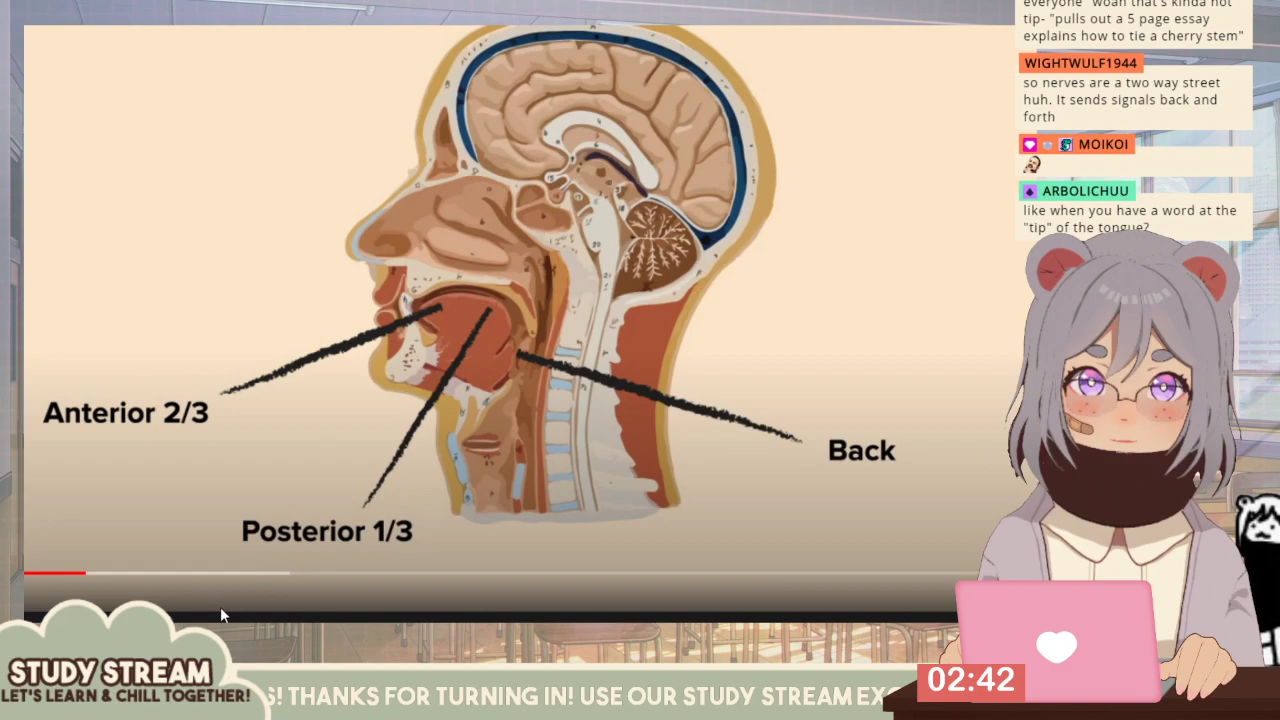 everyone "woah that's kinda hot
tip- "pulls out a 5 page essay
explains how to tie a cherry stem"
WIGHTWULF1944
so nerves are a two way street
huh. It sends signals back and
forth
MOIKOI
ARBOLICHUU
like when you have a word at the
"tip" of the tongue?
Anterior 2/3
Back
Posterior 1/3
STUDY STREAM
LET'S LEARN & CHILL TOGETHER!
S! THANKS FOR TURNING IN! USE OUR STUDY STREAM EX
02:42